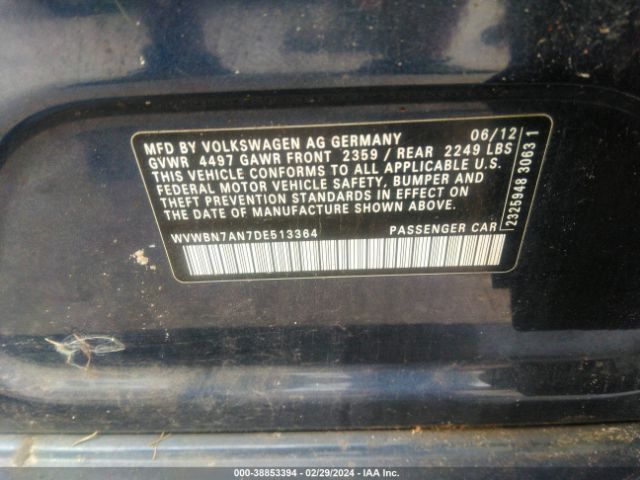 MFD BY VOLKSWAGEN AG GERMANY 06/12
GVWR 4497 GAWR FRONT 2359 / REAR 2249 LBS
THIS VEHICLE CONFORMS TO ALL APPLICABLE U.S.
FEDERAL MOTOR VEHICLE SAFETY, BUMPER AND
THEFT PREVENTION STANDARDS IN EFFECT ON
THE DATE OF MANUFACTURE SHOWN ABOVE.
WVWBN7AN7DE513364 PASSENGER CAR
2325948 3063 1
000-38853394 - 02/29/2024 - IAA Inc.